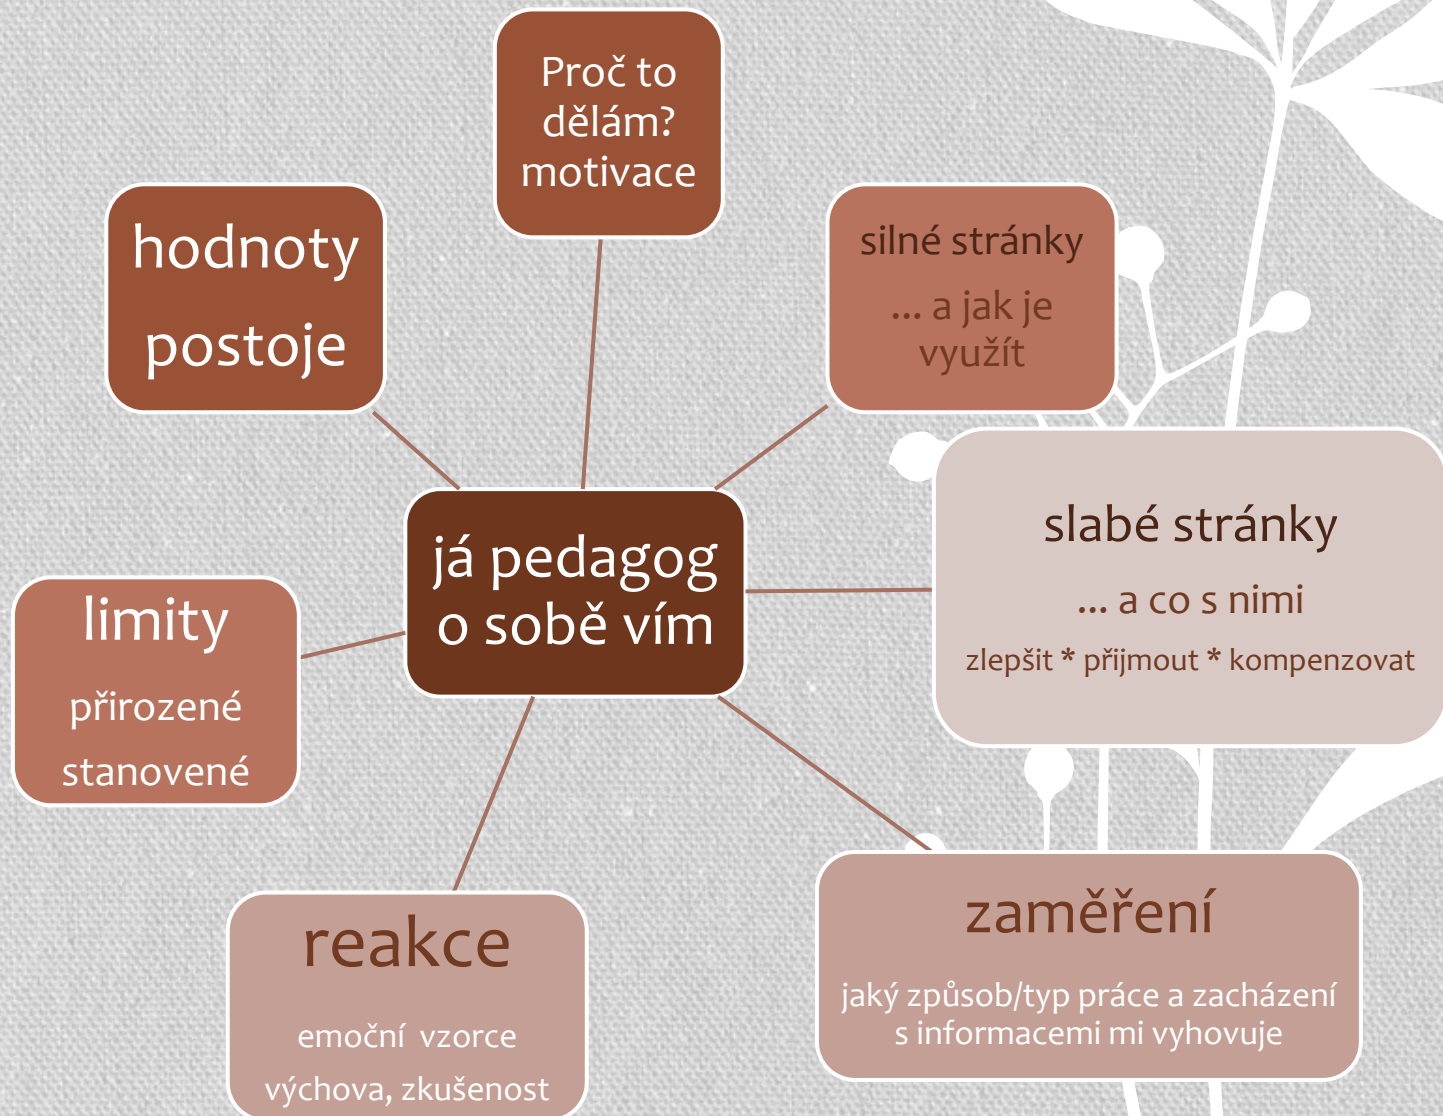 Proč to
dělám?
motivace
hodnoty
postoje
silné stránky
... a jak je
využít
slabé stránky
... a co s nimi
zlepšit * přijmout * kompenzovat
já pedagog
o sobě vím
limity
přirozené
stanovené
reakce
emoční vzorce
výchova, zkušenost
zaměření
jaký způsob/typ práce a zacházení
s informacemi mi vyhovuje